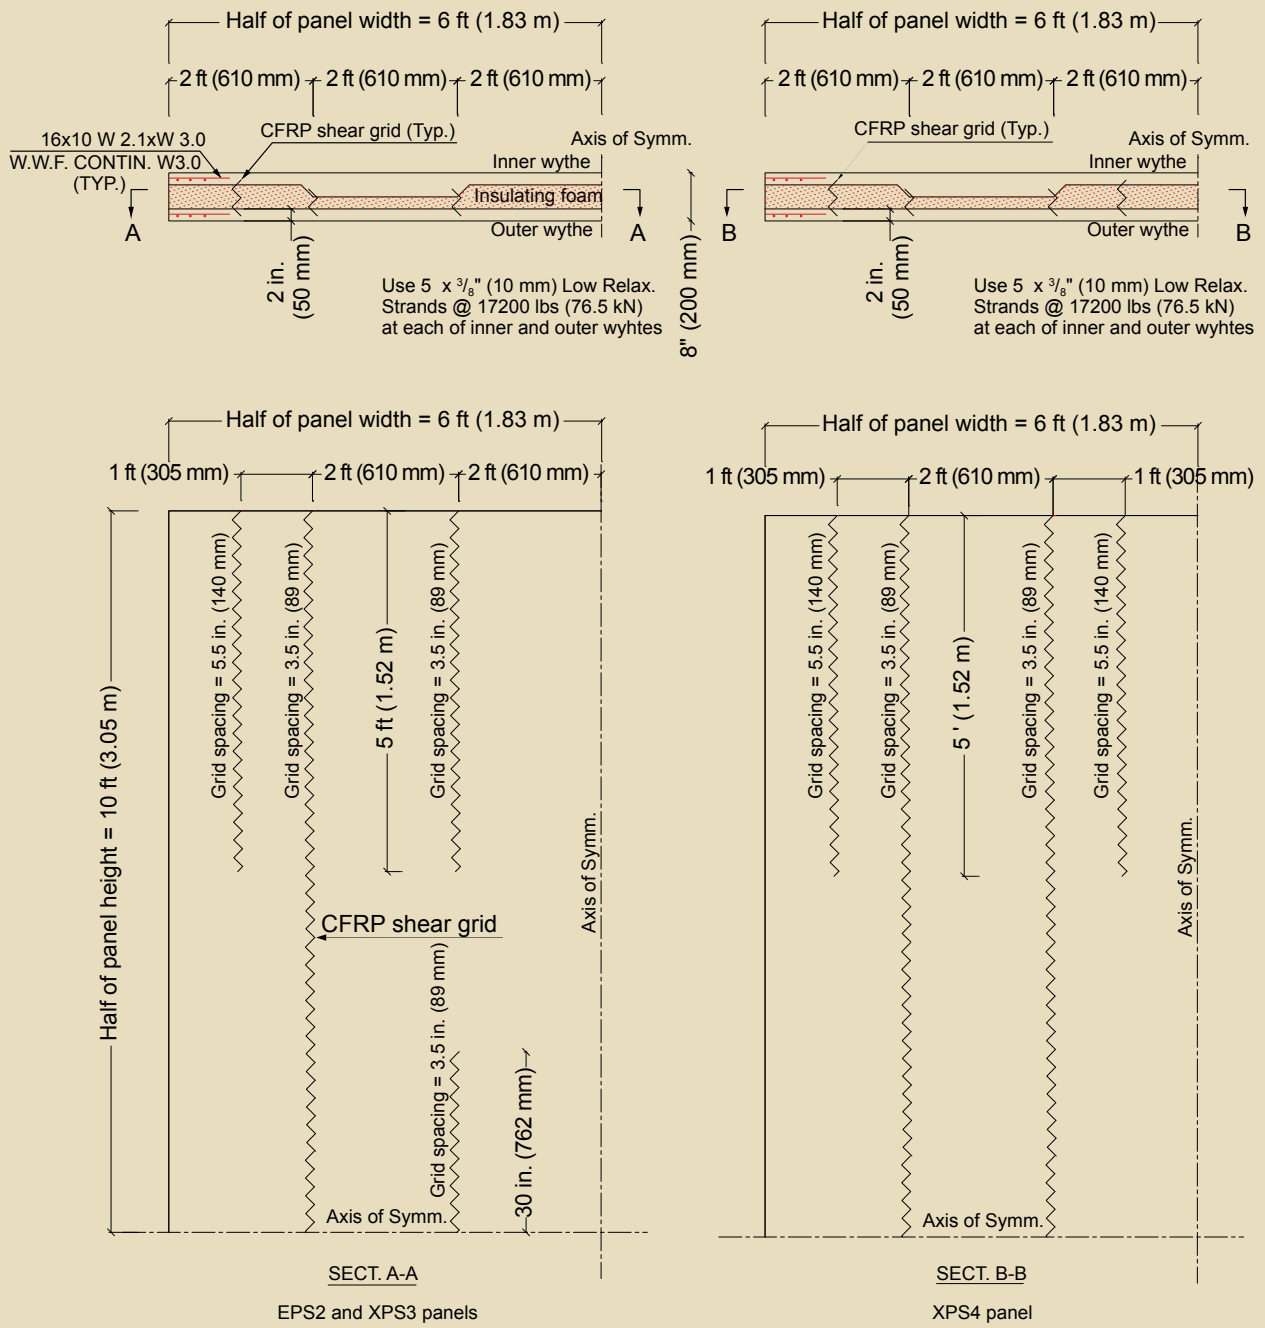 Half of panel width = 6 ft (1.83 m)
2 ft (610 mm)
2 ft (610 mm)
2 ft (610 mm)
16x10 W 2.1xW 3.0
W.W.F. CONTIN. W3.0
(TYP.)
CFRP shear grid (Typ.)
Axis of Symm.
Inner wythe
Insulating foam
Outer wythe
A
A
2 in.
(50 mm)
8" (200 mm)
Use 5 x 3/8" (10 mm) Low Relax.
Strands @ 17200 lbs (76.5 kN)
at each of inner and outer wyhtes
Half of panel width = 6 ft (1.83 m)
2 ft (610 mm)
2 ft (610 mm)
2 ft (610 mm)
CFRP shear grid (Typ.)
Axis of Symm.
Inner wythe
Outer wythe
B
B
2 in.
(50 mm)
Use 5 x 3/8" (10 mm) Low Relax.
Strands @ 17200 lbs (76.5 kN)
at each of inner and outer wyhtes
Half of panel width = 6 ft (1.83 m)
1 ft (305 mm)
2 ft (610 mm)
2 ft (610 mm)
Half of panel height = 10 ft (3.05 m)
Grid spacing = 5.5 in. (140 mm)
Grid spacing = 3.5 in. (89 mm)
5 ft (1.52 m)
Grid spacing = 3.5 in. (89 mm)
Axis of Symm.
CFRP shear grid
Grid spacing = 3.5 in. (89 mm)
30 in. (762 mm)
Axis of Symm.
SECT. A-A
EPS2 and XPS3 panels
Half of panel width = 6 ft (1.83 m)
1 ft (305 mm)
2 ft (610 mm)
1 ft (305 mm)
Grid spacing = 5.5 in. (140 mm)
Grid spacing = 3.5 in. (89 mm)
5 ' (1.52 m)
Grid spacing = 3.5 in. (89 mm)
Grid spacing = 5.5 in. (140 mm)
Axis of Symm.
Axis of Symm.
SECT. B-B
XPS4 panel